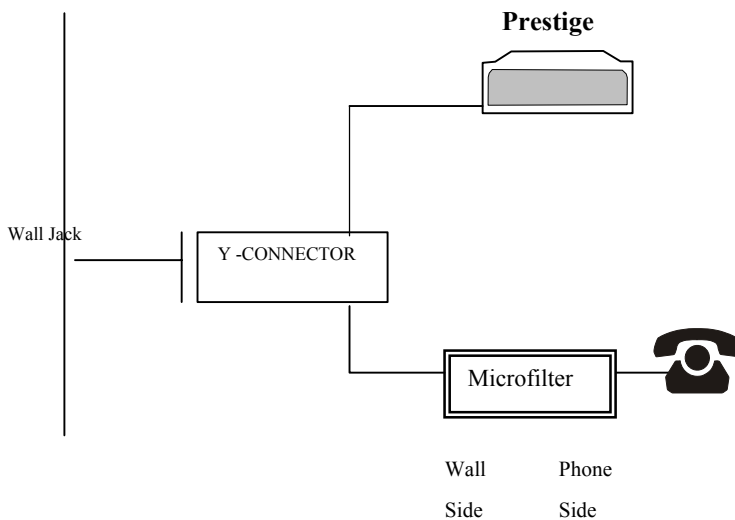 Prestige
Wall Jack
Y -CONNECTOR
Microfilter
Wall Phone
Side Side